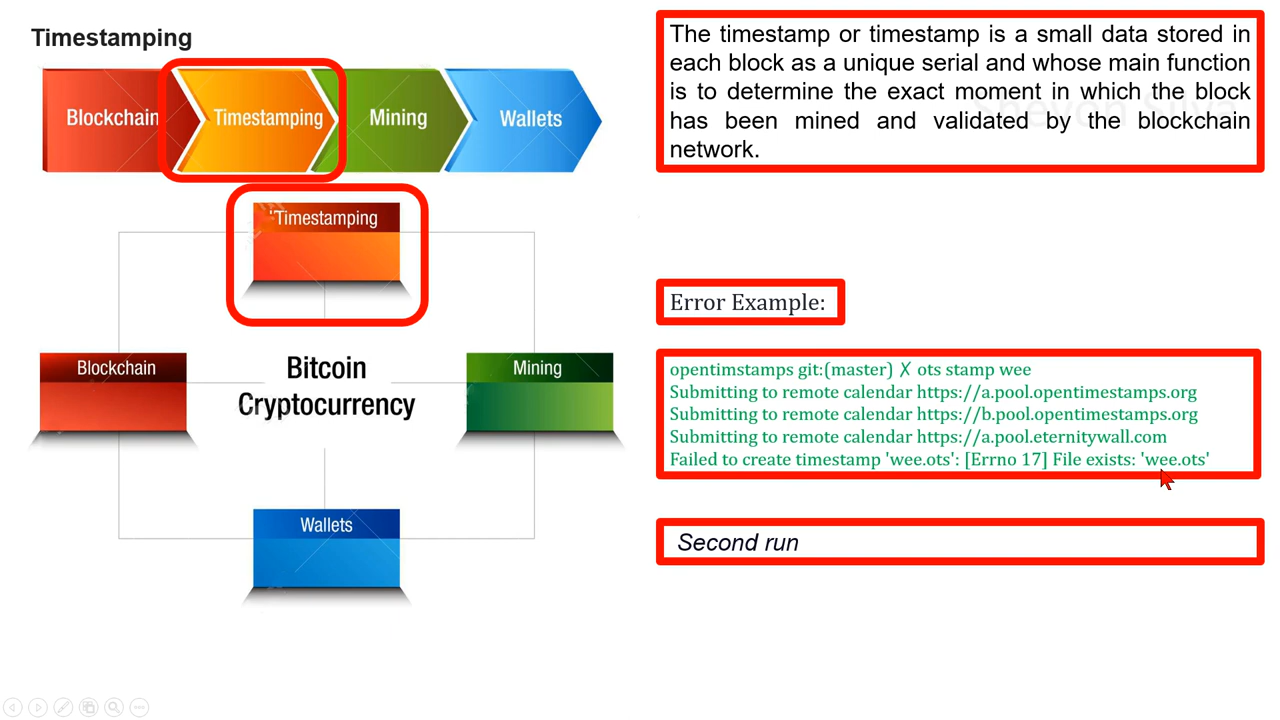 Timestamping
Blockchain
Timestamping
Mining
Wallets
Timestamping
Blockchain
Bitcoin
Cryptocurrency
Mining
Wallets
The timestamp or timestamp is a small data stored in
each block as a unique serial and whose main function
is to determine the exact moment in which the block
has been mined and validated by the blockchain
network.
Error Example:
opentimstamps git:(master) ✗ ots stamp wee
Submitting to remote calendar https://a.pool.opentimestamps.org
Submitting to remote calendar https://b.pool.opentimestamps.org
Submitting to remote calendar https://a.pool.eternitywall.com
Failed to create timestamp 'wee.ots': [Errno 17] File exists: 'wee.ots'
Second run